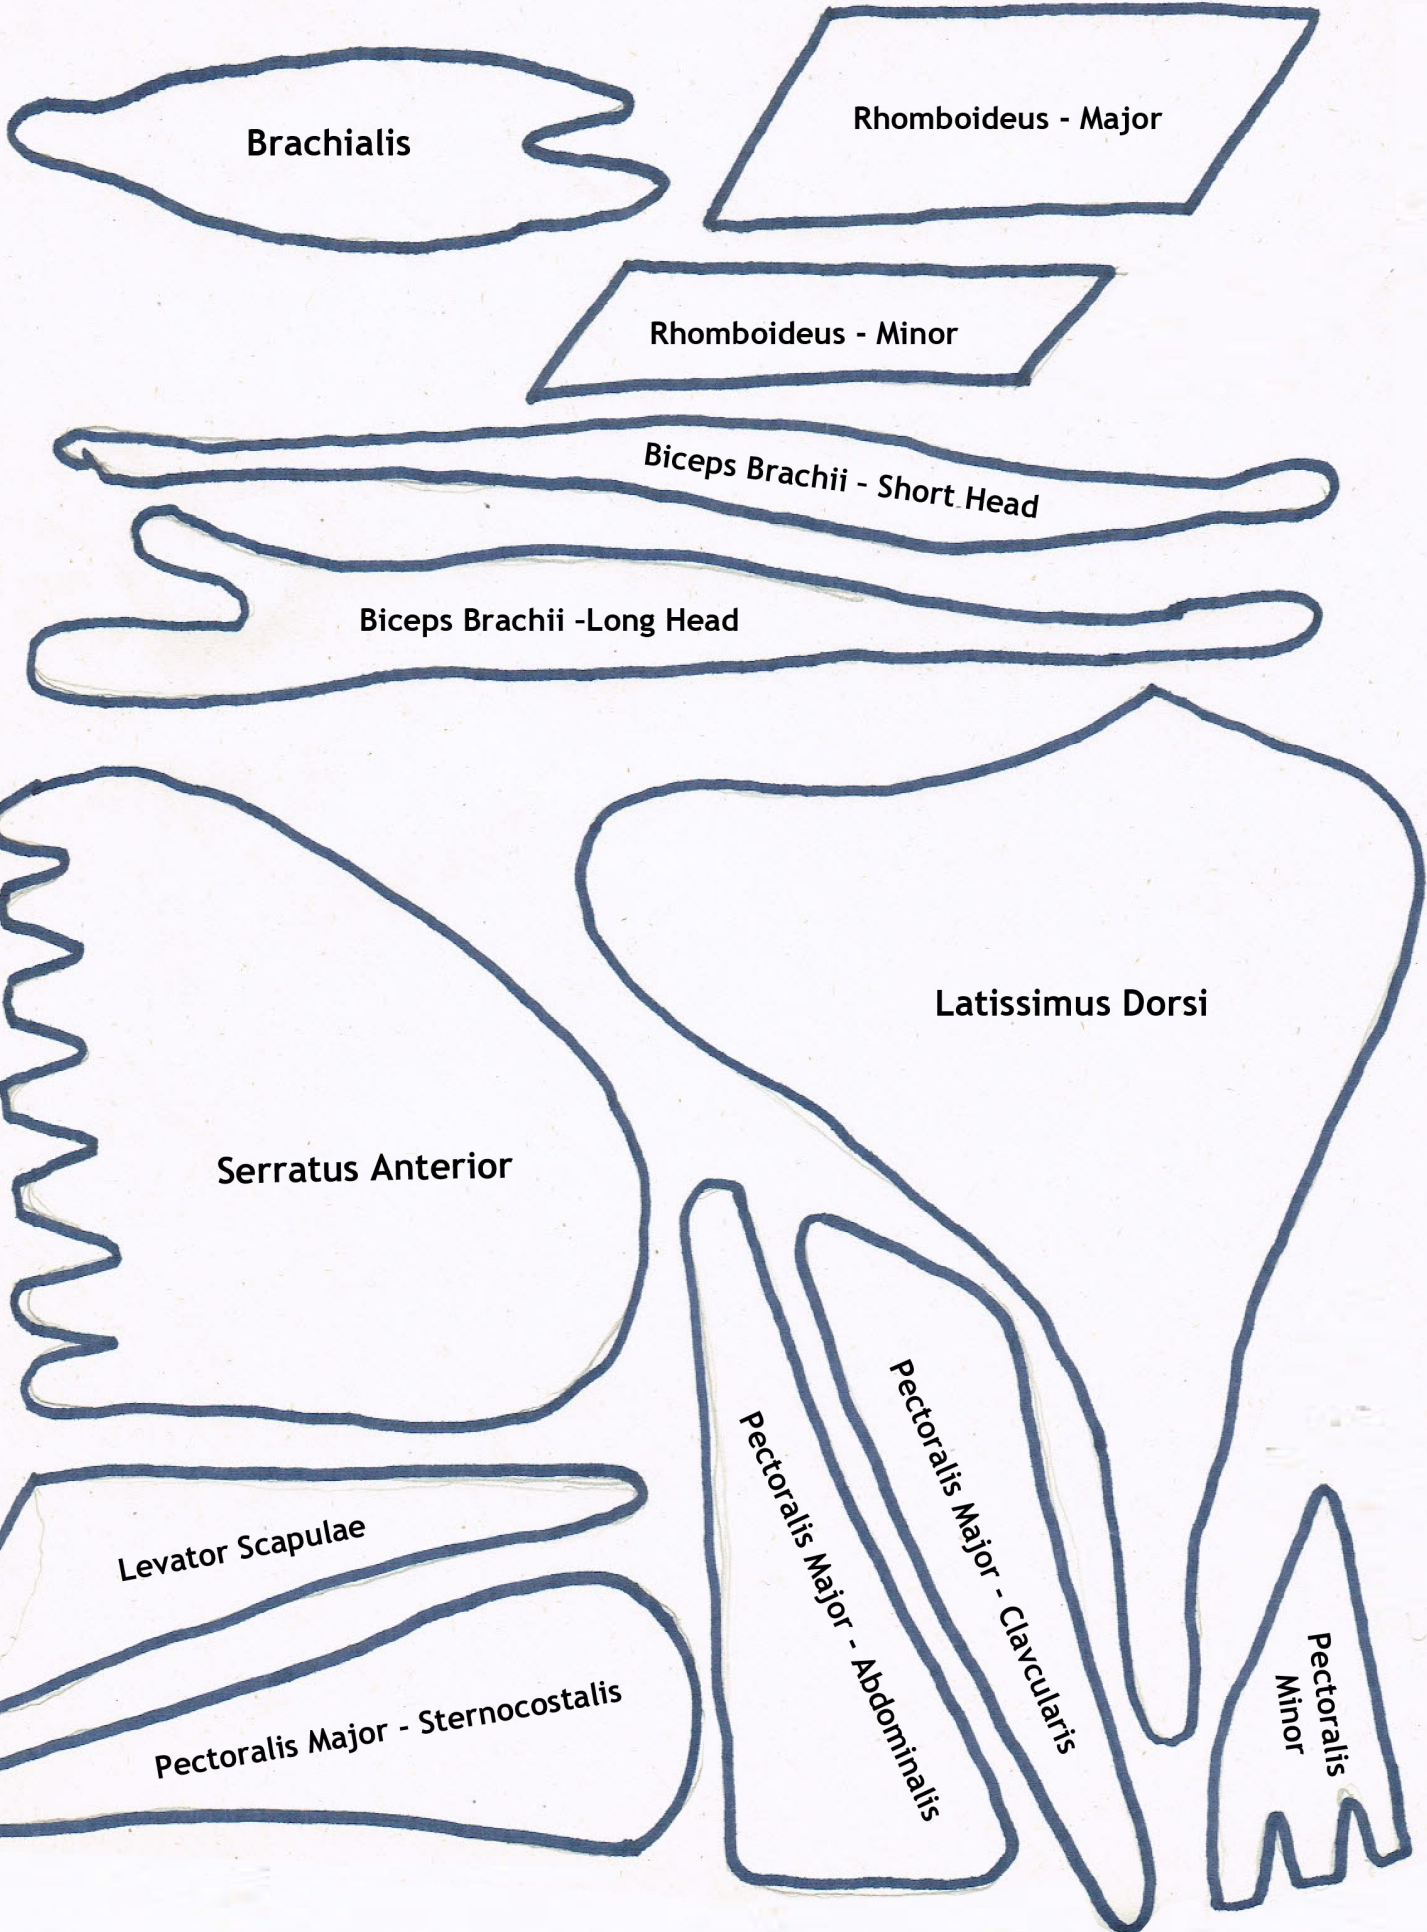 Brachialis
Rhomboideus - Major
Rhomboideus - Minor
Biceps Brachii - Short Head
Biceps Brachii -Long Head
Latissimus Dorsi
Serratus Anterior
Levator Scapulae
Pectoralis Major - Sternocostalis
Pectoralis Major - Abdominalis
Pectoralis Major - Clavcularis
Pectoralis
Minor